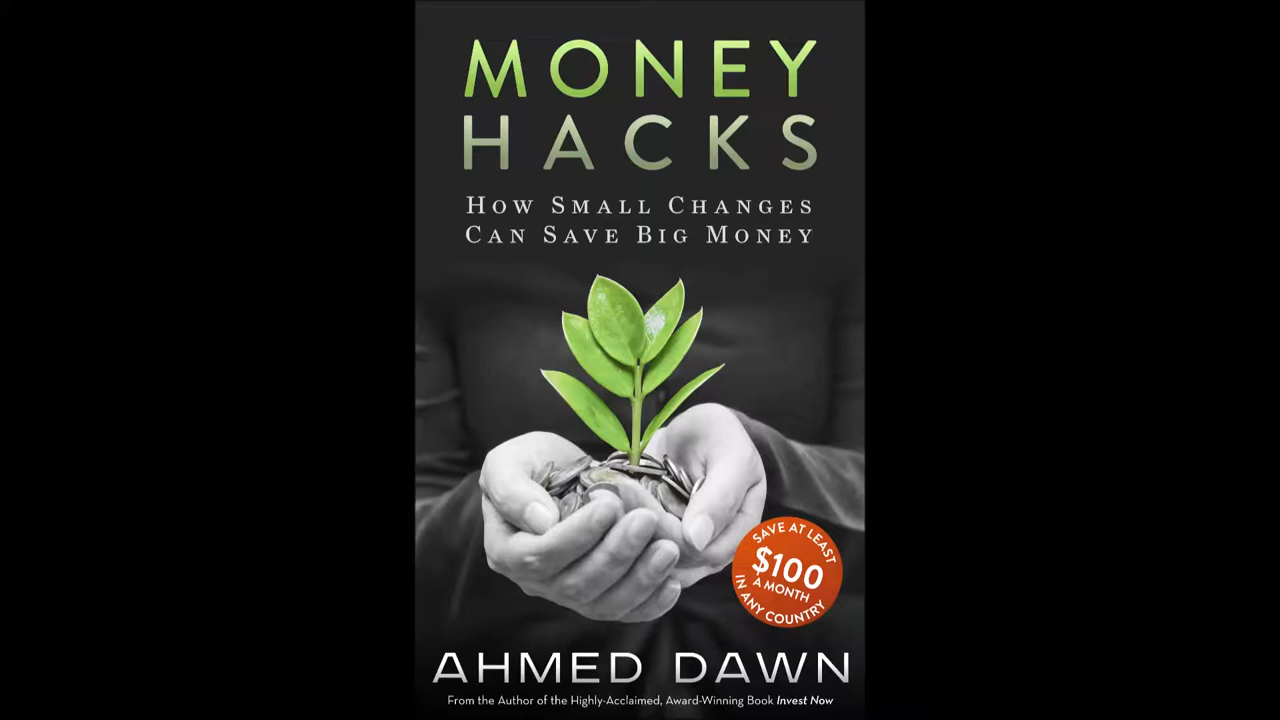 MONEY
HACKS
HOW SMALL CHANGES
CAN SAVE BIG MONEY
SAVE AT LEAST
$100
A MONTH
IN ANY COUNTRY
AHMED DAWN
From the Author of the Highly-Acclaimed, Award-Winning Book Invest Now